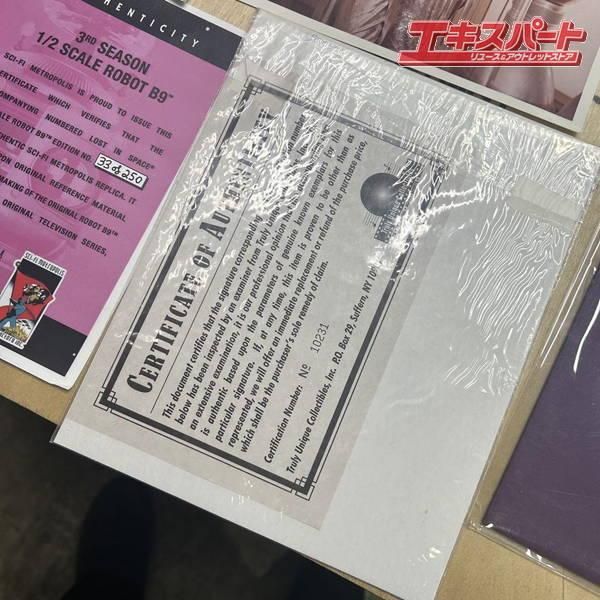 HENTICITY
3RD SEASON
1/2 SCALE ROBOT B9™
SCI-FI METROPOLIS IS PROUD TO ISSUE THIS
CERTIFICATE WHICH VERIFIES THAT THE
COMPANYING NUMBERED LOST IN SPACE®
ALE ROBOT B9™ EDITION NO. 33 of 250
THENTIC SCI-FI METROPOLIS REPLICA. IT
ON ORIGINAL REFERENCE MATERIAL
MAKING OF THE ORIGINAL ROBOT B9™
ORIGINAL TELEVISION SERIES,
SCI-FI METROPOLIS
エキスパート
リユース&アウトレットストア
CERTIFICATE OF AUTHENTICITY
This document certifies that the signature corresponding
below has been inspected by an examiner from Truly Unique
an extensive examination, it is our professional opinion
is authentic based upon the parameters of genuine known exemplars for this
particular signature. If, at any time, this item is proven to be other than as
represented, we will offer an immediate replacement or refund of the purchase price,
which shall be the purchaser's sole remedy of claim.
Certification Number: № 10231
Truly Unique Collectibles, Inc. P.O. Box 29, Suffern, NY 109